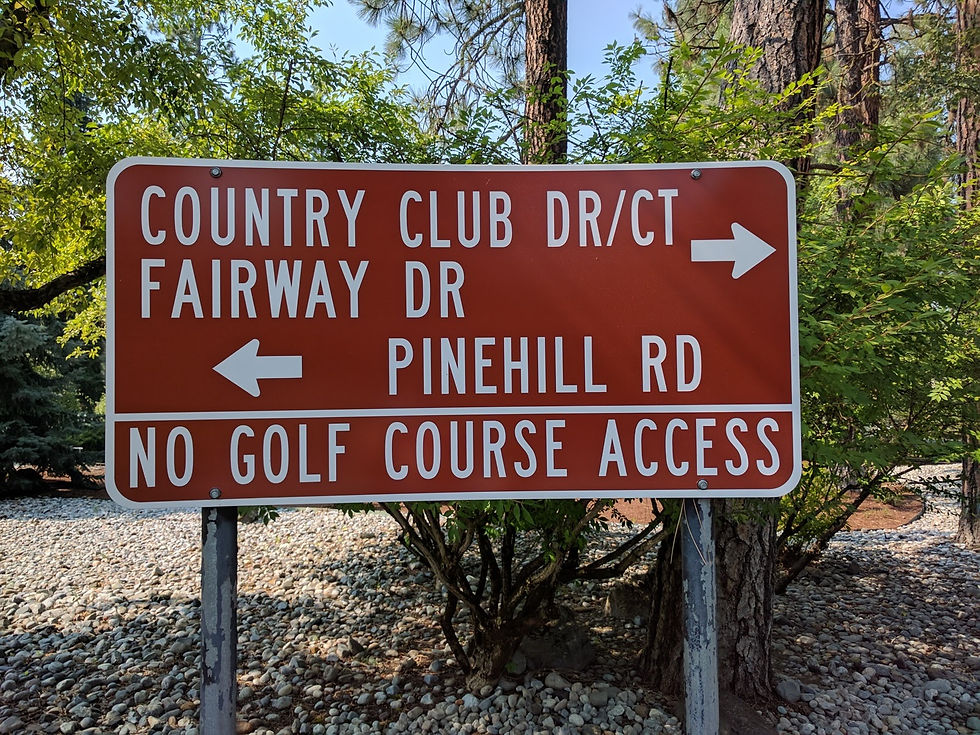 COUNTRY CLUB DR/CT
FAIRWAY DR
PINEHILL RD
NO GOLF COURSE ACCESS